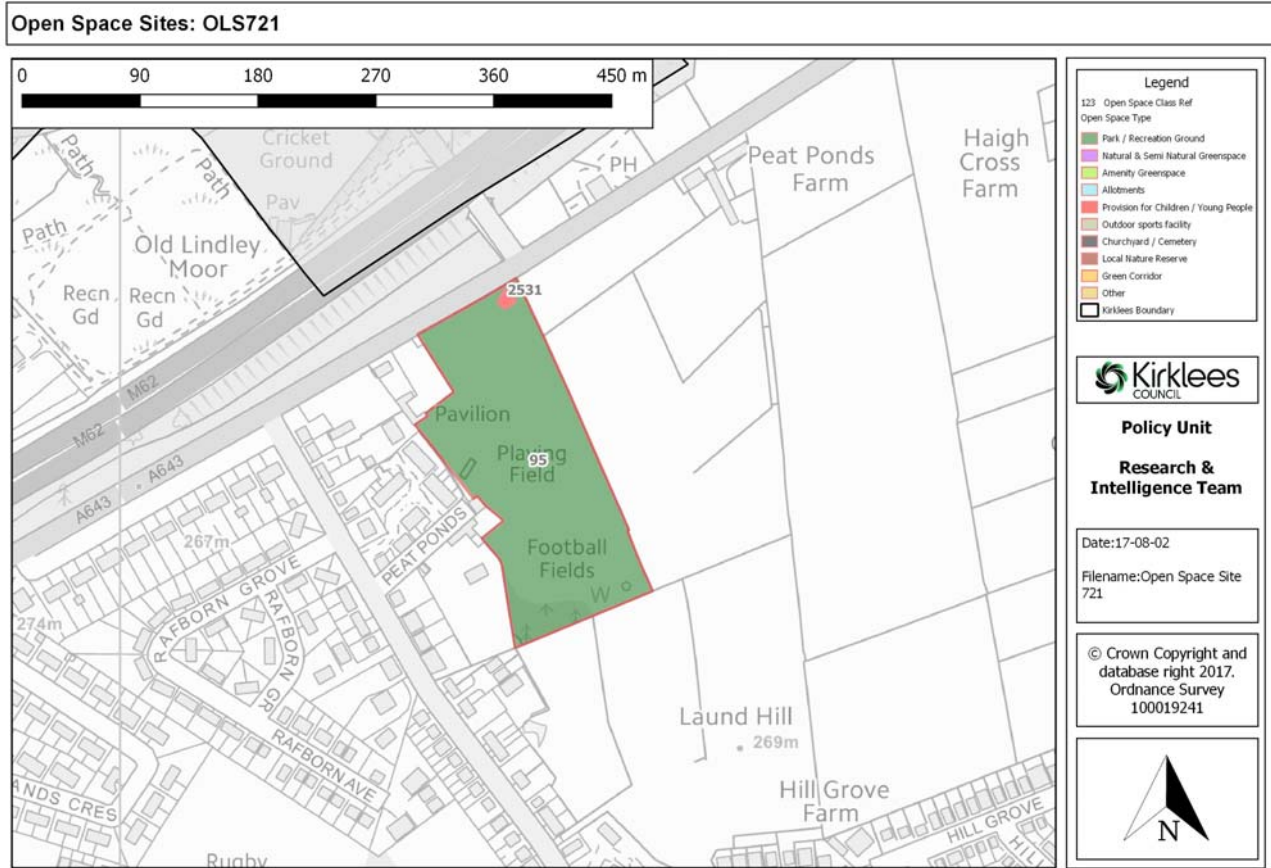 Open Space Sites: OLS721
0 90 180 270 360 450 m
Cricket
Ground
Pav
Path
Path
Path
Old Lindley
Moor
Recn
Gd
Recn
Gd
PH
Peat Ponds
Farm
Haigh
Cross
Farm
2531
M62
M62
A643
A643
Pavilion
Playing
Field
95
Football
Fields
W
PEAT PONDS
267m
274m
RAFBORN GROVE
RAFBORN GR
RAFBORN AVE
ANDS CRES
Rugby
Laund Hill
269m
Hill Grove
Farm
HILL GROVE
HILL
Legend
123 Open Space Class Ref
Open Space Type
Park / Recreation Ground
Natural & Semi Natural Greenspace
Amenity Greenspace
Allotments
Provision for Children / Young People
Outdoor sports facility
Churchyard / Cemetery
Local Nature Reserve
Green Corridor
Other
Kirklees Boundary
Kirklees
COUNCIL
Policy Unit
Research &
Intelligence Team
Date:17-08-02
Filename:Open Space Site
721
© Crown Copyright and
database right 2017.
Ordnance Survey
100019241
N